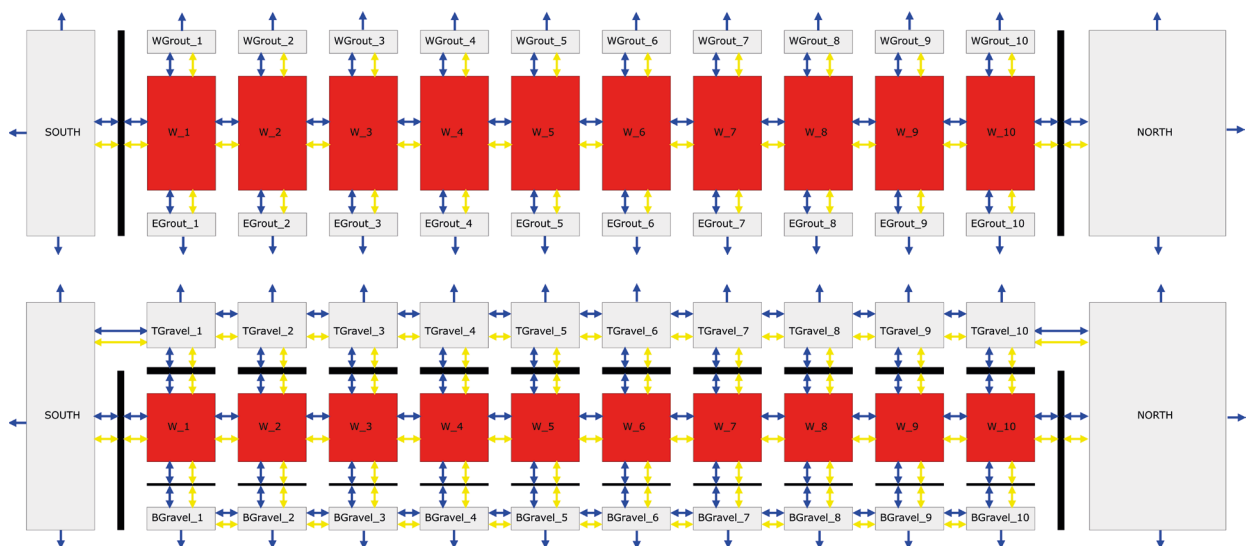 WGrout_1 WGrout_2 WGrout_3 WGrout_4 WGrout_5 WGrout_6 WGrout_7 WGrout_8 WGrout_9 WGrout_10
SOUTH W_1 W_2 W_3 W_4 W_5 W_6 W_7 W_8 W_9 W_10 NORTH
EGrout_1 EGrout_2 EGrout_3 EGrout_4 EGrout_5 EGrout_6 EGrout_7 EGrout_8 EGrout_9 EGrout_10
TGravel_1 TGravel_2 TGravel_3 TGravel_4 TGravel_5 TGravel_6 TGravel_7 TGravel_8 TGravel_9 TGravel_10
SOUTH W_1 W_2 W_3 W_4 W_5 W_6 W_7 W_8 W_9 W_10 NORTH
BGravel_1 BGravel_2 BGravel_3 BGravel_4 BGravel_5 BGravel_6 BGravel_7 BGravel_8 BGravel_9 BGravel_10